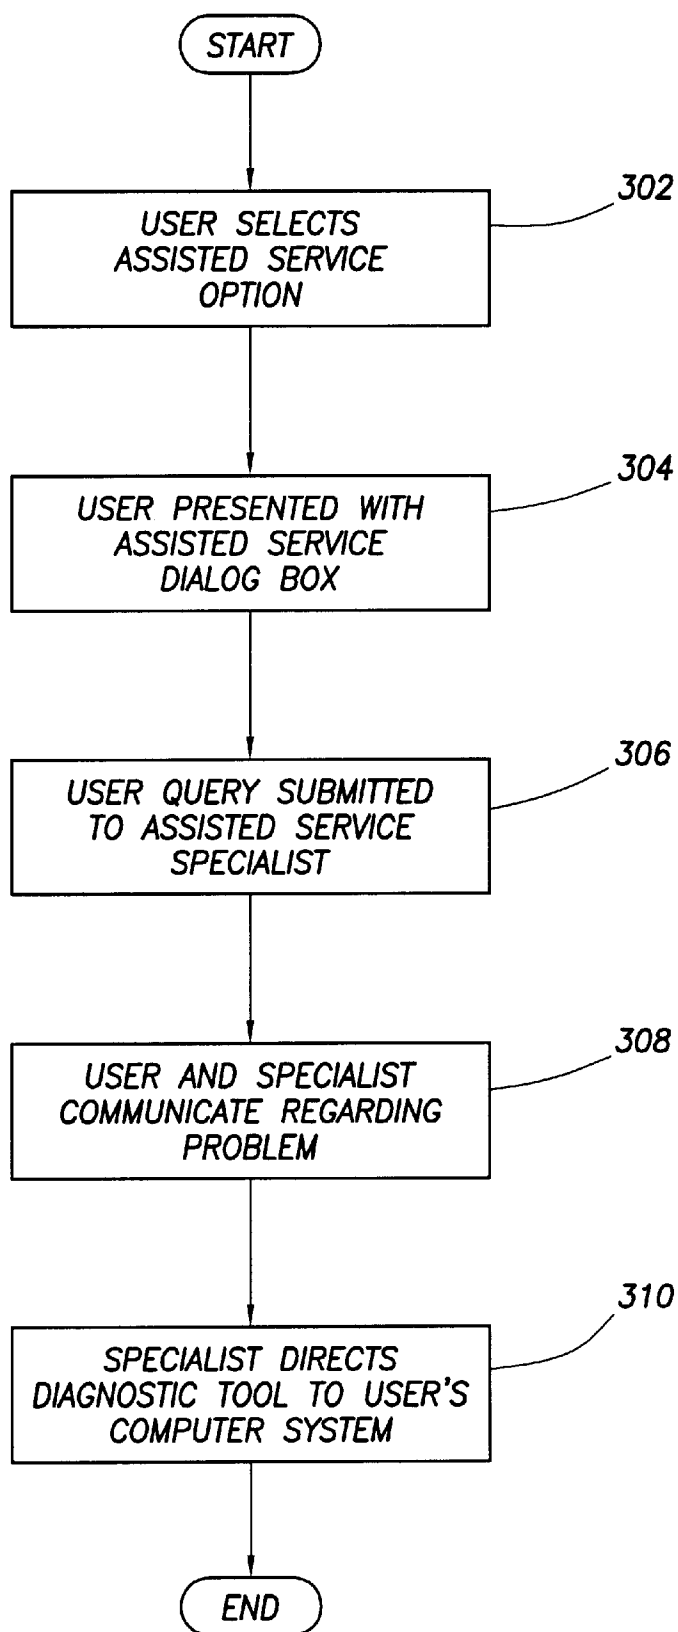 START
302
USER SELECTS
ASSISTED SERVICE
OPTION
304
USER PRESENTED WITH
ASSISTED SERVICE
DIALOG BOX
306
USER QUERY SUBMITTED
TO ASSISTED SERVICE
SPECIALIST
308
USER AND SPECIALIST
COMMUNICATE REGARDING
PROBLEM
310
SPECIALIST DIRECTS
DIAGNOSTIC TOOL TO USER'S
COMPUTER SYSTEM
END